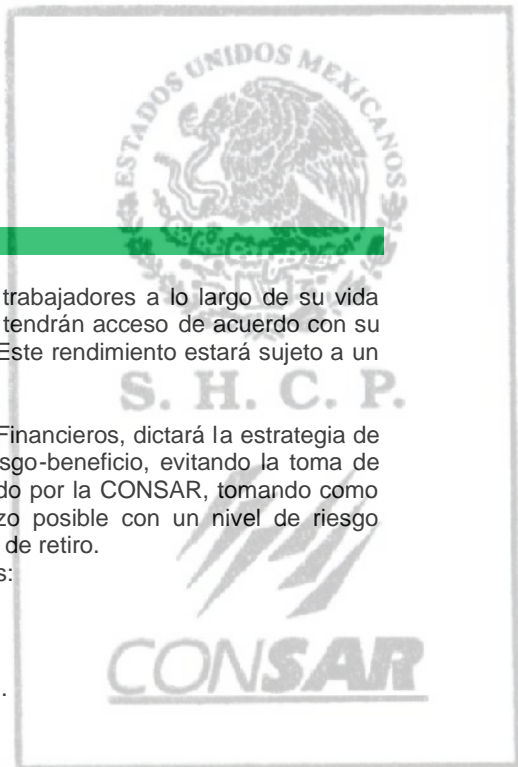 ESTADOS UNIDOS MEXICANOS
trabajadores a lo largo de su vida
tendrán acceso de acuerdo con su
Este rendimiento estará sujeto a un
S. H. C. P.
Financieros, dictará la estrategia de
sgo-beneficio, evitando la toma de
do por la CONSAR, tomando como
zo posible con un nivel de riesgo
de retiro.
s:
.
CONSAR